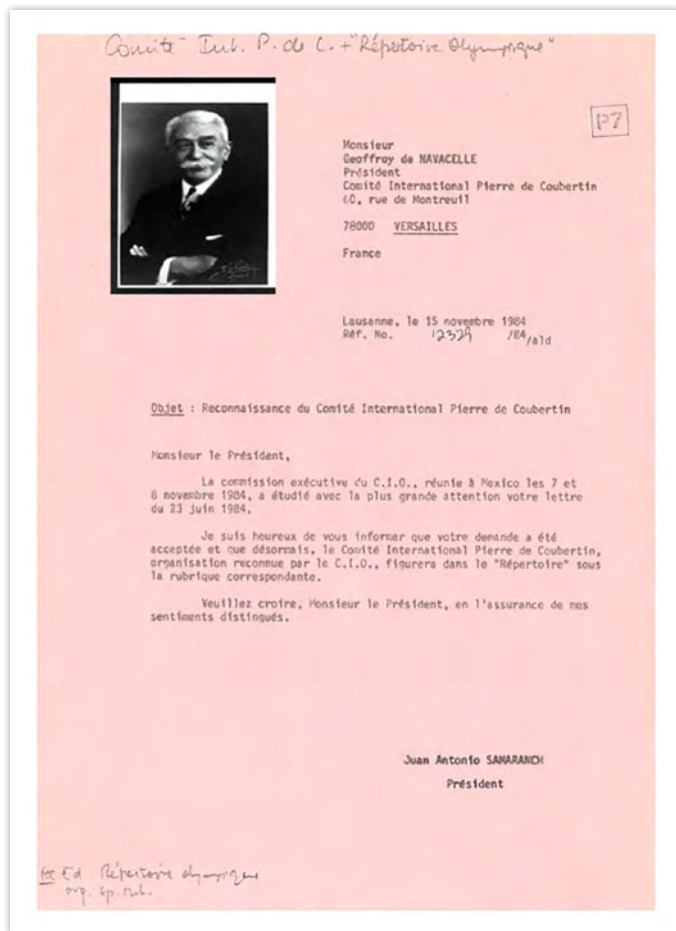 Comité Int. P. de C. + "Répertoire Olympique"
P7
Monsieur
Geoffroy de NAVACELLE
Président
Comité International Pierre de Coubertin
60, rue de Montreuil
78000 VERSAILLES
France
Lausanne, le 15 novembre 1984
Réf. No. 12329 /84/ald
Objet : Reconnaissance du Comité International Pierre de Coubertin
Monsieur le Président,
La commission exécutive du C.I.O., réunie à Mexico les 7 et
8 novembre 1984, a étudié avec la plus grande attention votre lettre
du 23 juin 1984.
Je suis heureux de vous informer que votre demande a été
acceptée et que désormais, le Comité International Pierre de Coubertin,
organisation reconnue par le C.I.O., figurera dans le "Répertoire" sous
la rubrique correspondante.
Veuillez croire, Monsieur le Président, en l'assurance de mes
sentiments distingués.
Juan Antonio SAMARANCH
Président
Ed Répertoire olympique
org. sp.